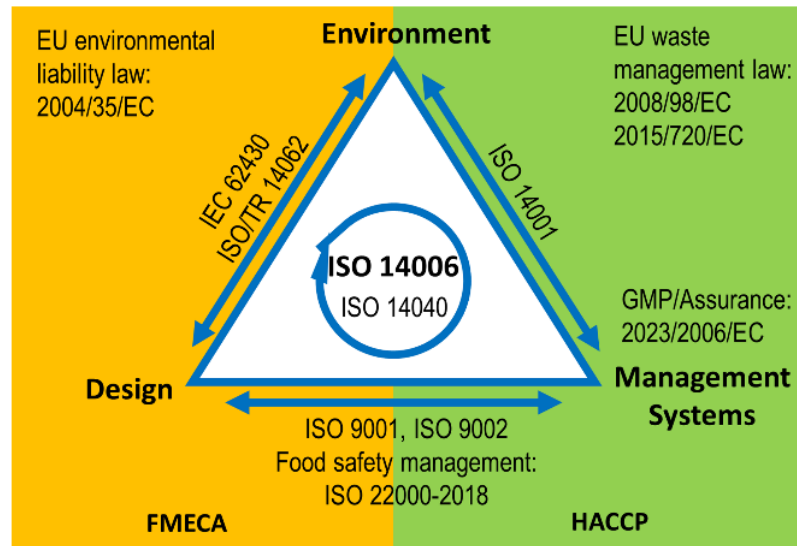 Environment
EU environmental
liability law:
2004/35/EC
EU waste
management law:
2008/98/EC
2015/720/EC
IEC 62430
ISO/TR 14062
ISO 14001
ISO 14006
ISO 14040
GMP/Assurance:
2023/2006/EC
Design
Management
Systems
ISO 9001, ISO 9002
Food safety management:
ISO 22000-2018
FMECA
HACCP